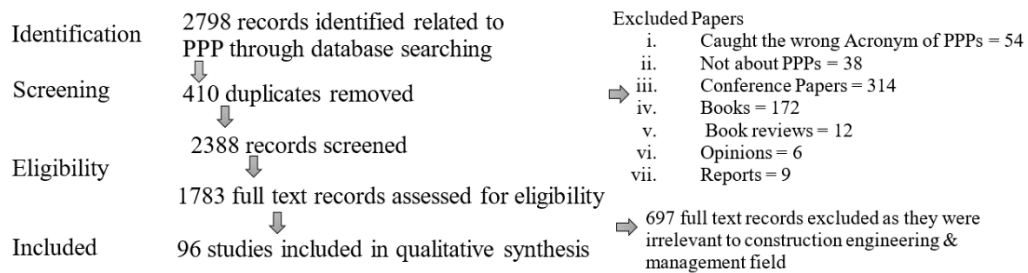 Identification
2798 records identified related to
PPP through database searching
Screening
410 duplicates removed
2388 records screened
Eligibility
1783 full text records assessed for eligibility
Included
96 studies included in qualitative synthesis
Excluded Papers
i. Caught the wrong Acronym of PPPs = 54
ii. Not about PPPs = 38
iii. Conference Papers = 314
iv. Books = 172
v. Book reviews = 12
vi. Opinions = 6
vii. Reports = 9
697 full text records excluded as they were
irrelevant to construction engineering &
management field